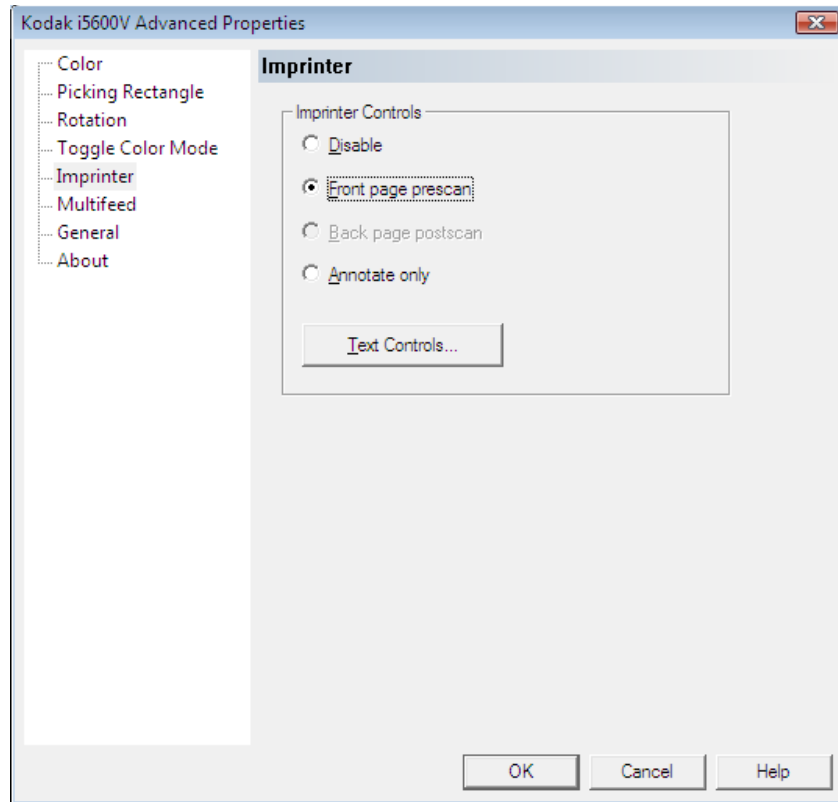 Kodak i5600V Advanced Properties
Color
Picking Rectangle
Rotation
Toggle Color Mode
Imprinter
Multifeed
General
About
Imprinter
Imprinter Controls
Disable
Front page prescan
Back page postscan
Annotate only
Text Controls...
OK
Cancel
Help